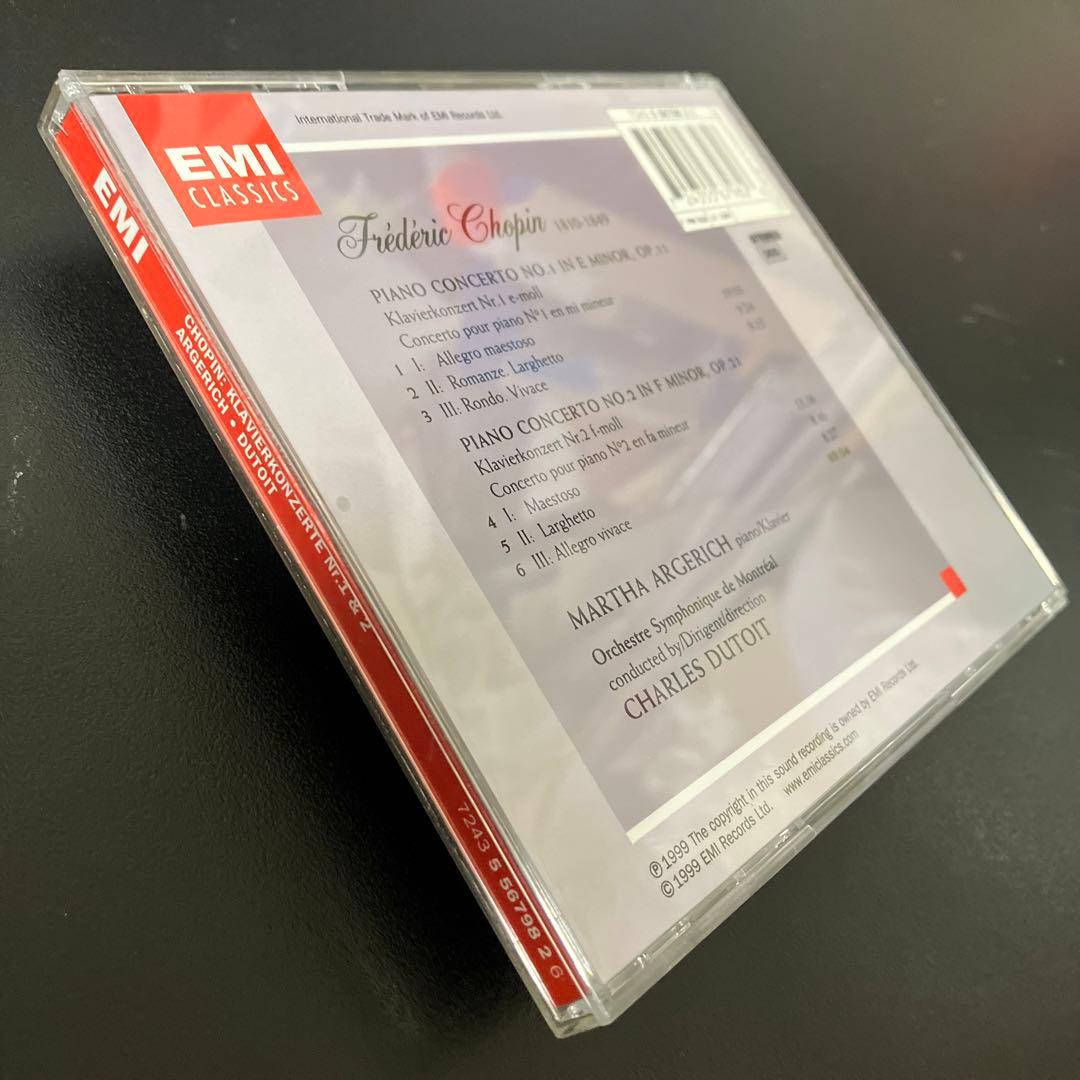 International Trade Mark of EMI Records Ltd.
EMI
CLASSICS
Frédéric Chopin 1810-1849
PIANO CONCERTO NO.1 IN E MINOR, OP.11
Klavierkonzert Nr.1 e-moll
Concerto pour piano N°1 en mi mineur
1 I: Allegro maestoso
2 II: Romanze. Larghetto
3 III: Rondo. Vivace
PIANO CONCERTO NO.2 IN F MINOR, OP.21
Klavierkonzert Nr.2 f-moll
Concerto pour piano N°2 en fa mineur
4 I: Maestoso
5 II: Larghetto
6 III: Allegro vivace
MARTHA ARGERICH piano/Klavier
Orchestre Symphonique de Montréal
conducted by/Dirigent/direction
CHARLES DUTOIT
℗ 1999 The copyright in this sound recording is owned by EMI Records Ltd.
© 1999 EMI Records Ltd. www.emiclassics.com
EMI
CHOPIN: KLAVIERKONZERTE Nr.1 & 2
ARGERICH • DUTOIT
7243 5 56798 2 6